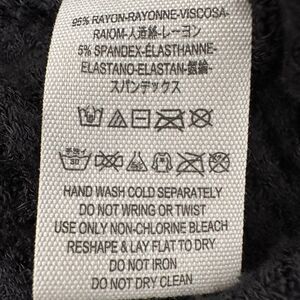 95% RAYON-RAYONNE-VISCOSA-
RAIOM-人造絲-レーヨン
5% SPANDEX-ÉLASTHANNE-
ELASTANO-ELASTAN-氨綸-
スパンデックス
HAND WASH COLD SEPARATELY
DO NOT WRING OR TWIST
USE ONLY NON-CHLORINE BLEACH
RESHAPE & LAY FLAT TO DRY
DO NOT IRON
DO NOT DRY CLEAN